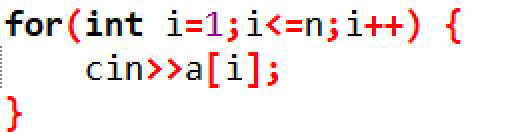 for(int i=1;i<=n;i++) {
    cin>>a[i];
}